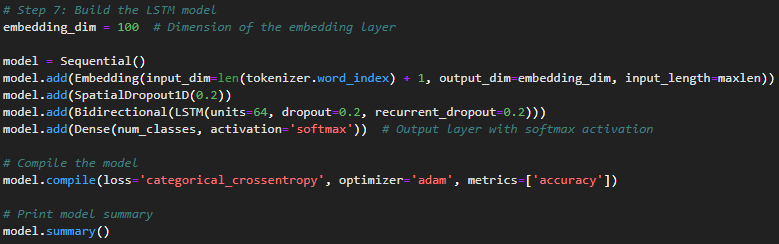 # Step 7: Build the LSTM model
embedding_dim = 100  # Dimension of the embedding layer
model = Sequential()
model.add(Embedding(input_dim=len(tokenizer.word_index) + 1, output_dim=embedding_dim, input_length=maxlen))
model.add(SpatialDropout1D(0.2))
model.add(Bidirectional(LSTM(units=64, dropout=0.2, recurrent_dropout=0.2)))
model.add(Dense(num_classes, activation='softmax'))  # Output layer with softmax activation
# Compile the model
model.compile(loss='categorical_crossentropy', optimizer='adam', metrics=['accuracy'])
# Print model summary
model.summary()